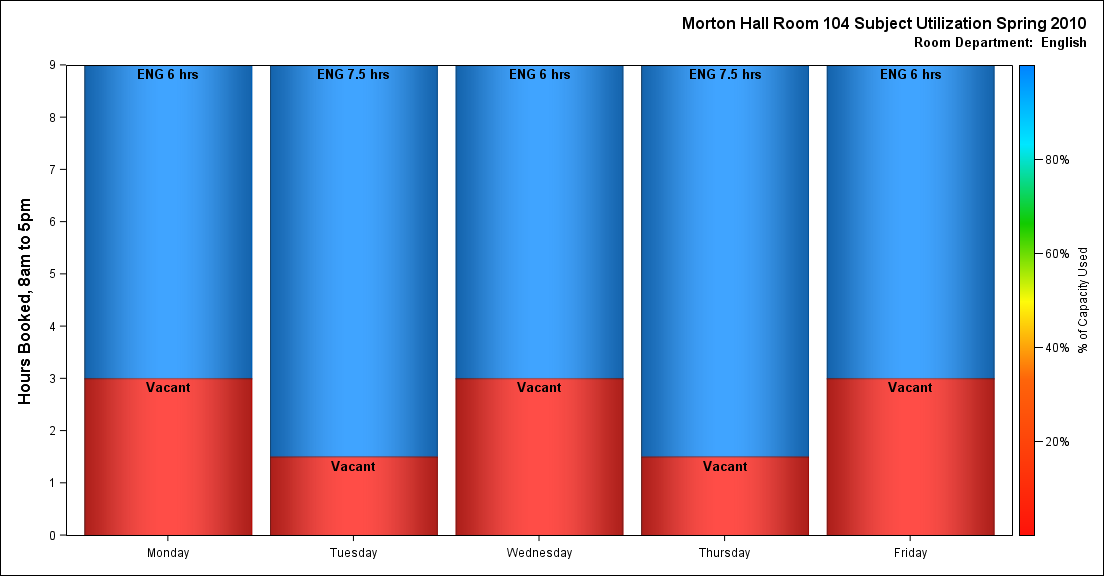 Morton Hall Room 104 Subject Utilization Spring 2010
Room Department: English
Hours Booked, 8am to 5pm
9
8
7
6
5
4
3
2
1
0
ENG 6 hrs
ENG 7.5 hrs
ENG 6 hrs
ENG 7.5 hrs
ENG 6 hrs
Vacant
Vacant
Vacant
Vacant
Vacant
Monday
Tuesday
Wednesday
Thursday
Friday
80%
60%
40%
20%
% of Capacity Used